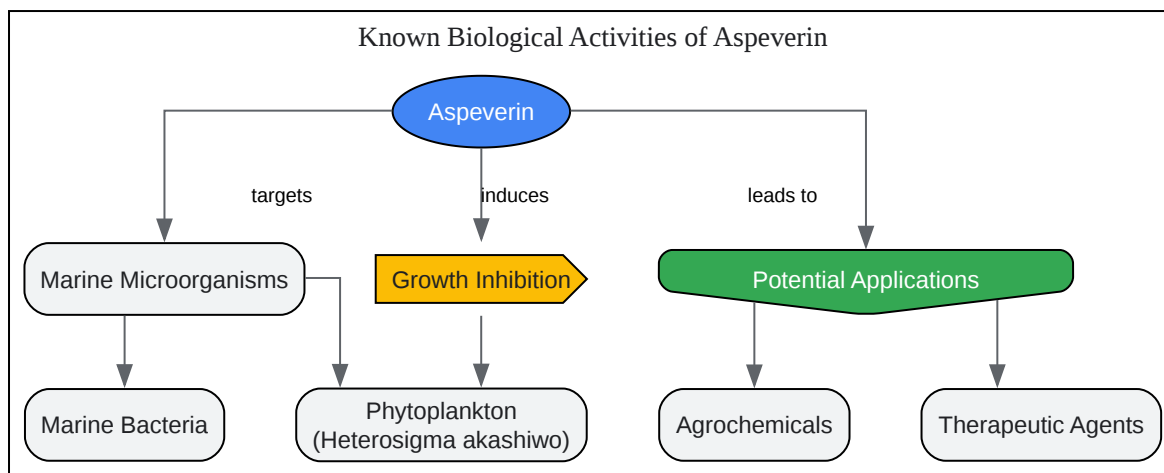 Known Biological Activities of Aspeverin
Aspeverin
targets
induces
leads to
Marine Microorganisms
Growth Inhibition
Potential Applications
Marine Bacteria
Phytoplankton
(Heterosigma akashiwo)
Agrochemicals
Therapeutic Agents